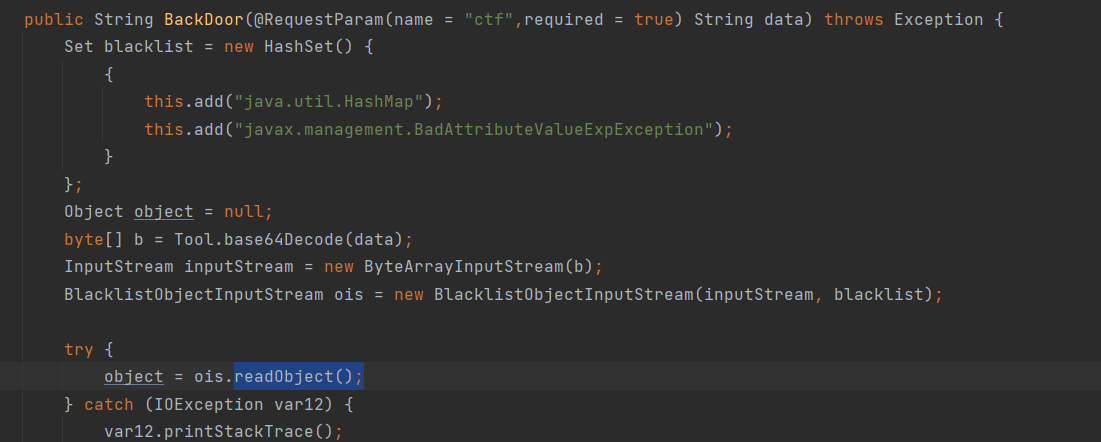 public String BackDoor(@RequestParam(name = "ctf",required = true) String data) throws Exception {
Set blacklist = new HashSet() {
{
this.add("java.util.HashMap");
this.add("javax.management.BadAttributeValueExpException");
}
};
Object object = null;
byte[] b = Tool.base64Decode(data);
InputStream inputStream = new ByteArrayInputStream(b);
BlacklistObjectInputStream ois = new BlacklistObjectInputStream(inputStream, blacklist);
try {
object = ois.readObject();
} catch (IOException var12) {
var12.printStackTrace();